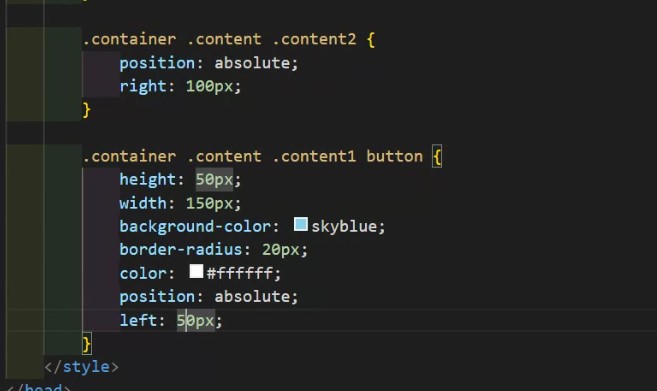 .container .content .content2 {
position: absolute;
right: 100px;
}
.container .content .content1 button {
height: 50px;
width: 150px;
background-color: skyblue;
border-radius: 20px;
color: #ffffff;
position: absolute;
left: 50px;
}
</style>
</head>